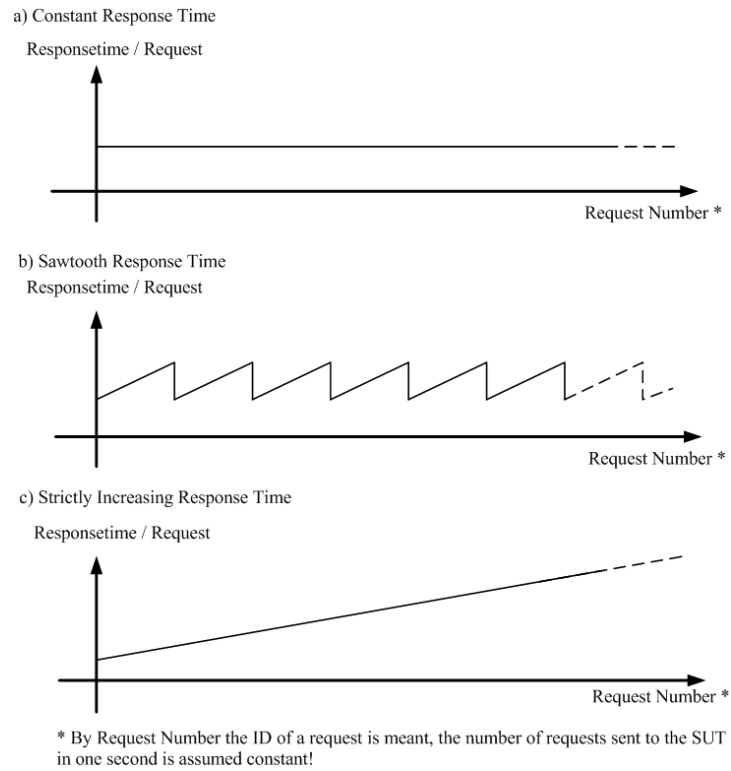 a) Constant Response Time
Responsetime / Request
Request Number *
b) Sawtooth Response Time
Responsetime / Request
Request Number *
c) Strictly Increasing Response Time
Responsetime / Request
Request Number *
* By Request Number the ID of a request is meant, the number of requests sent to the SUT
in one second is assumed constant!